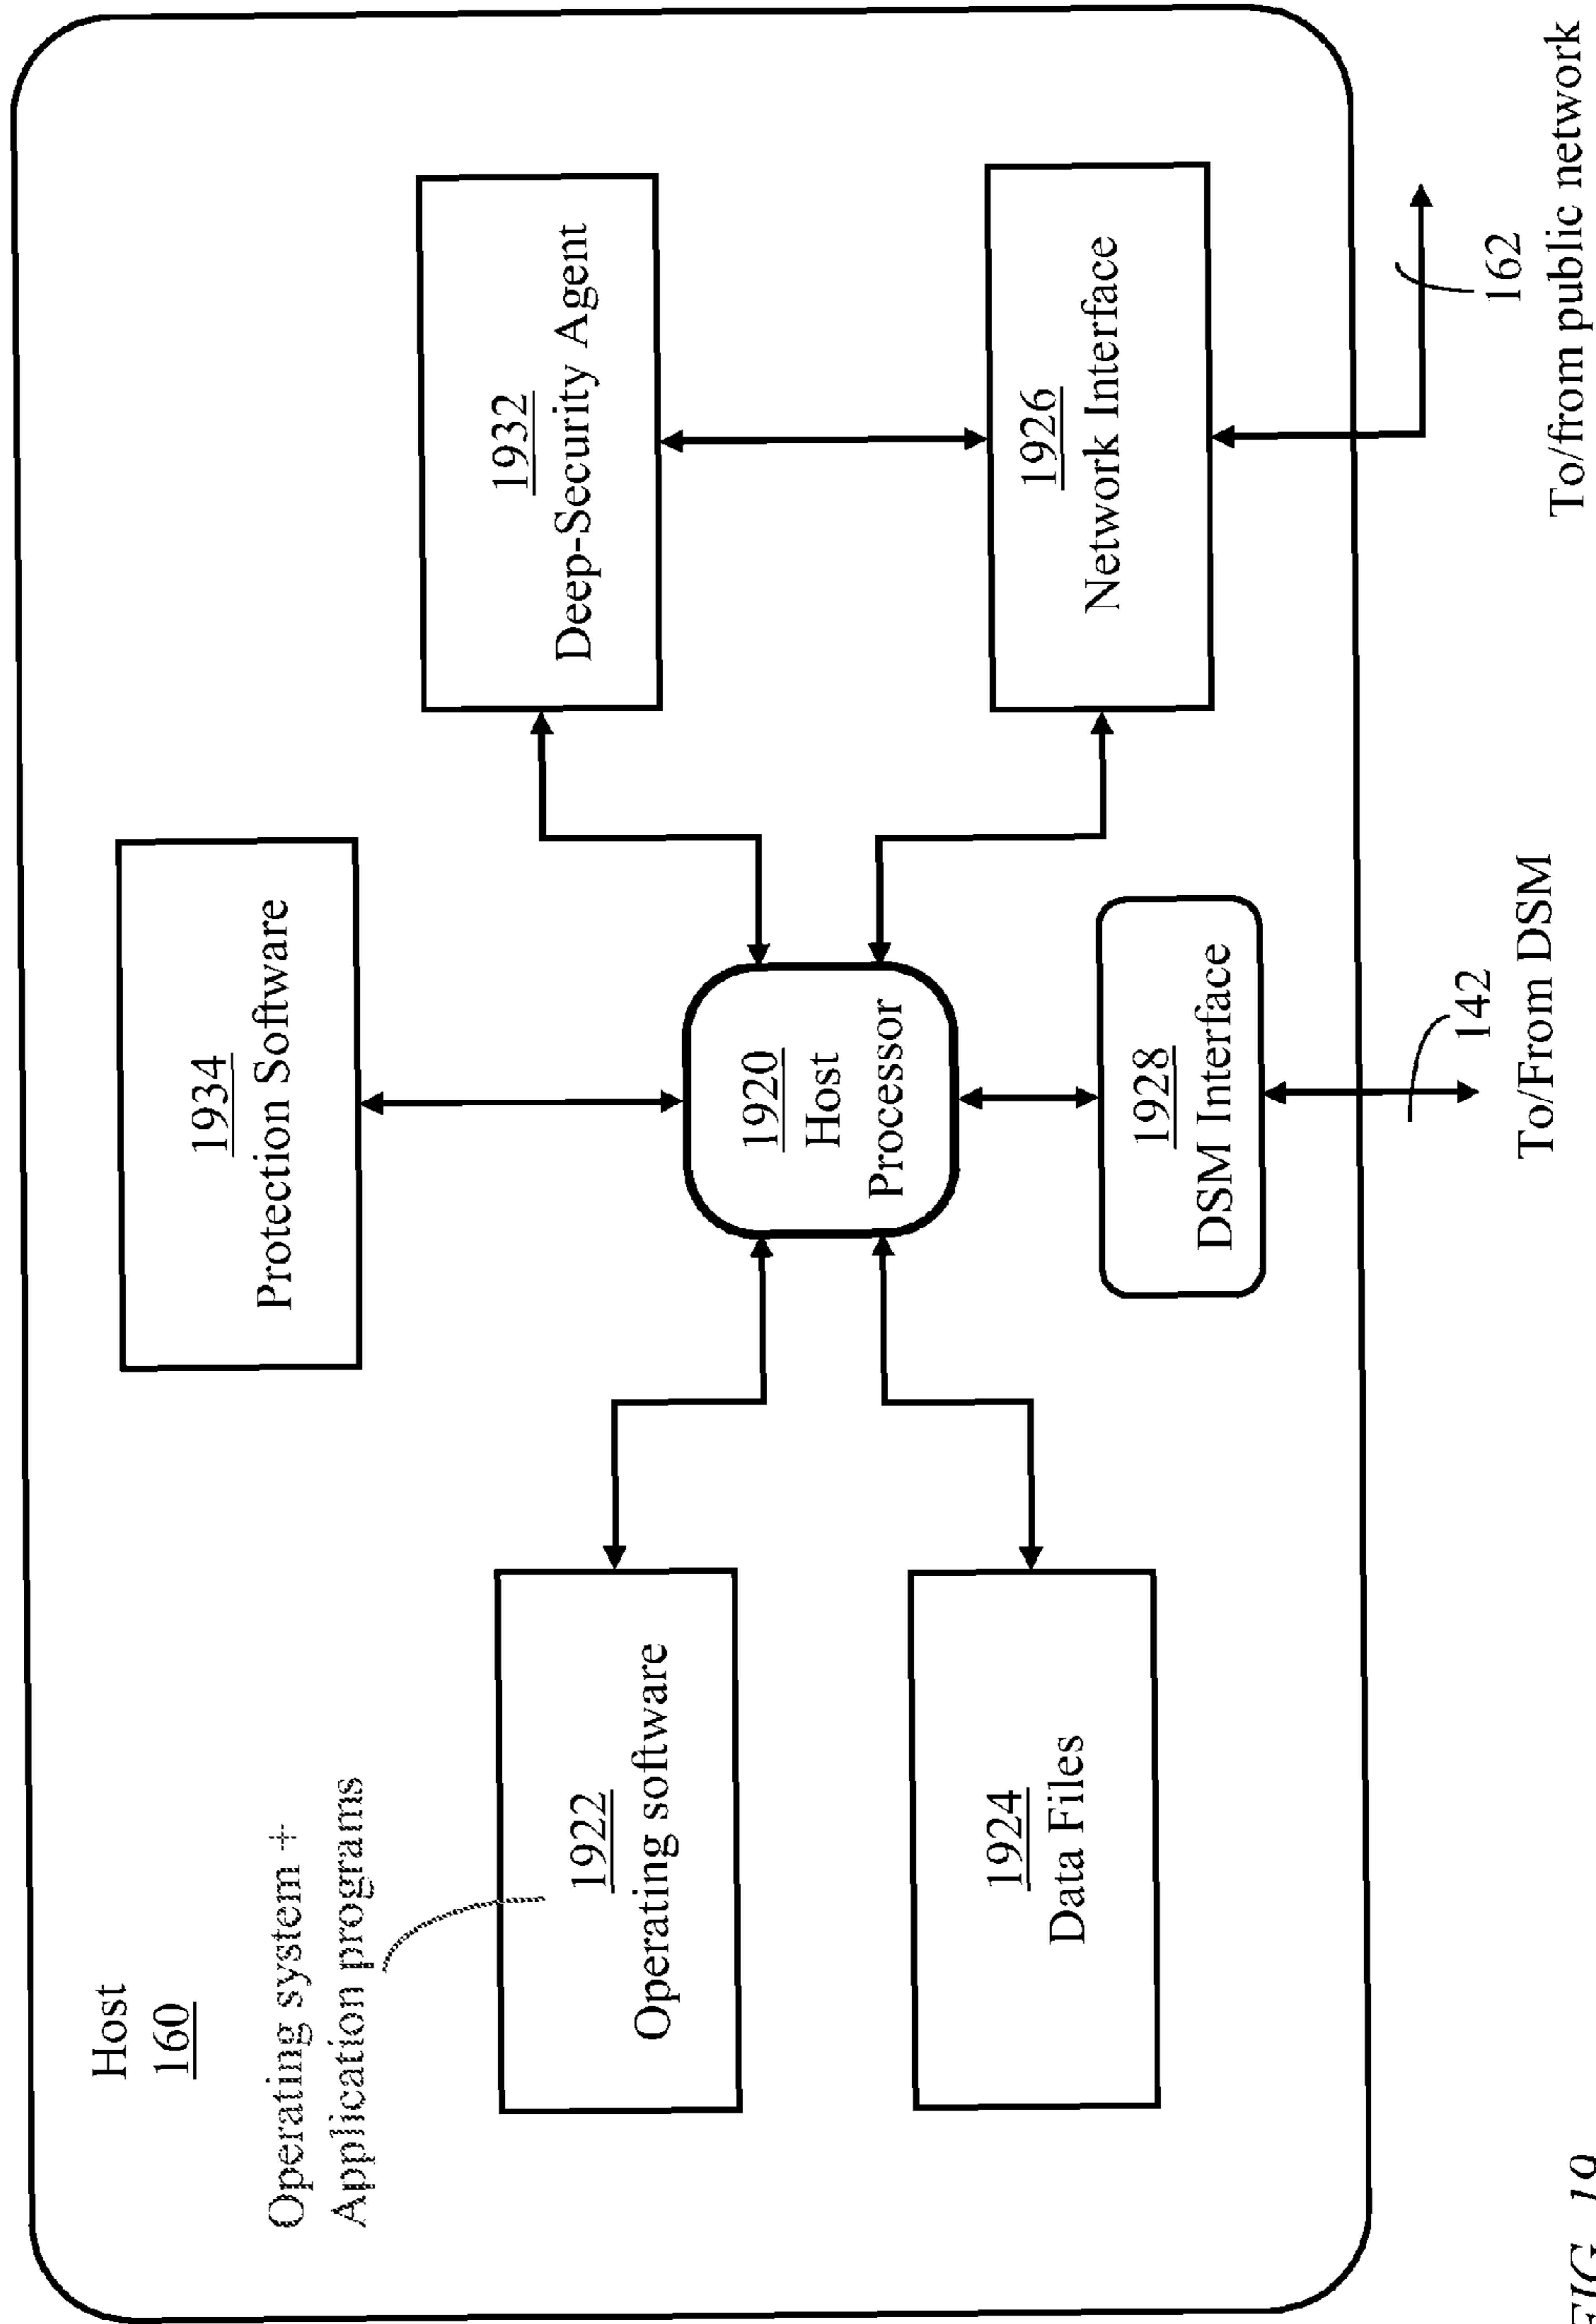 Host
160
Operating system +
Application programs
1934
Protection Software
1922
Operating software
1932
Deep-Security Agent
1920
Host
Processor
1924
Data Files
1926
Network Interface
1928
DSM Interface
142
To/From DSM
162
To/from public network
FIG. 19